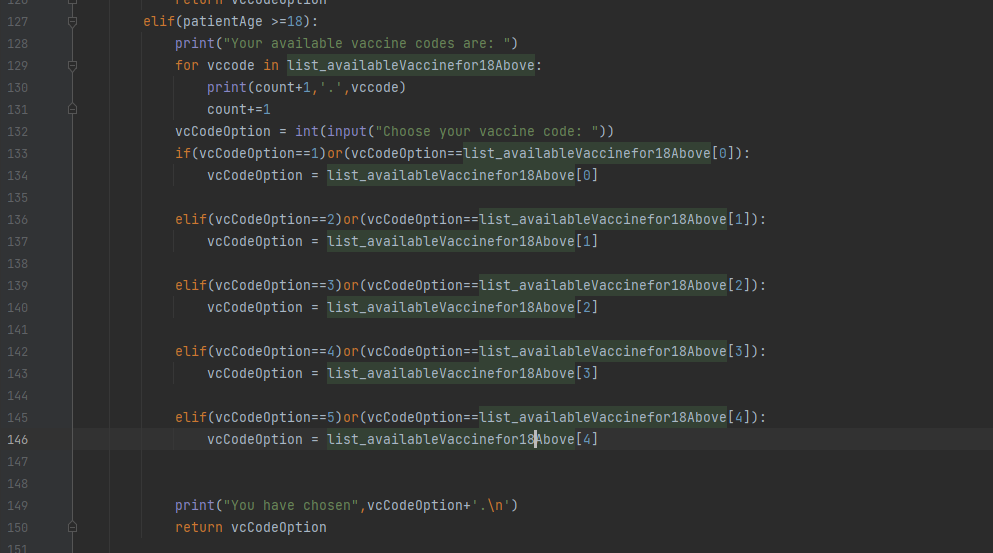 126 return vccodeOption
127 elif(patientAge >=18):
128 print("Your available vaccine codes are: ")
129 for vccode in list_availableVaccinefor18Above:
130 print(count+1,'.',vccode)
131 count+=1
132 vcCodeOption = int(input("Choose your vaccine code: "))
133 if(vcCodeOption==1)or(vcCodeOption==list_availableVaccinefor18Above[0]):
134 vcCodeOption = list_availableVaccinefor18Above[0]
135
136 elif(vcCodeOption==2)or(vcCodeOption==list_availableVaccinefor18Above[1]):
137 vcCodeOption = list_availableVaccinefor18Above[1]
138
139 elif(vcCodeOption==3)or(vcCodeOption==list_availableVaccinefor18Above[2]):
140 vcCodeOption = list_availableVaccinefor18Above[2]
141
142 elif(vcCodeOption==4)or(vcCodeOption==list_availableVaccinefor18Above[3]):
143 vcCodeOption = list_availableVaccinefor18Above[3]
144
145 elif(vcCodeOption==5)or(vcCodeOption==list_availableVaccinefor18Above[4]):
146 vcCodeOption = list_availableVaccinefor18Above[4]
147
148
149 print("You have chosen",vcCodeOption+'.\n')
150 return vcCodeOption
151